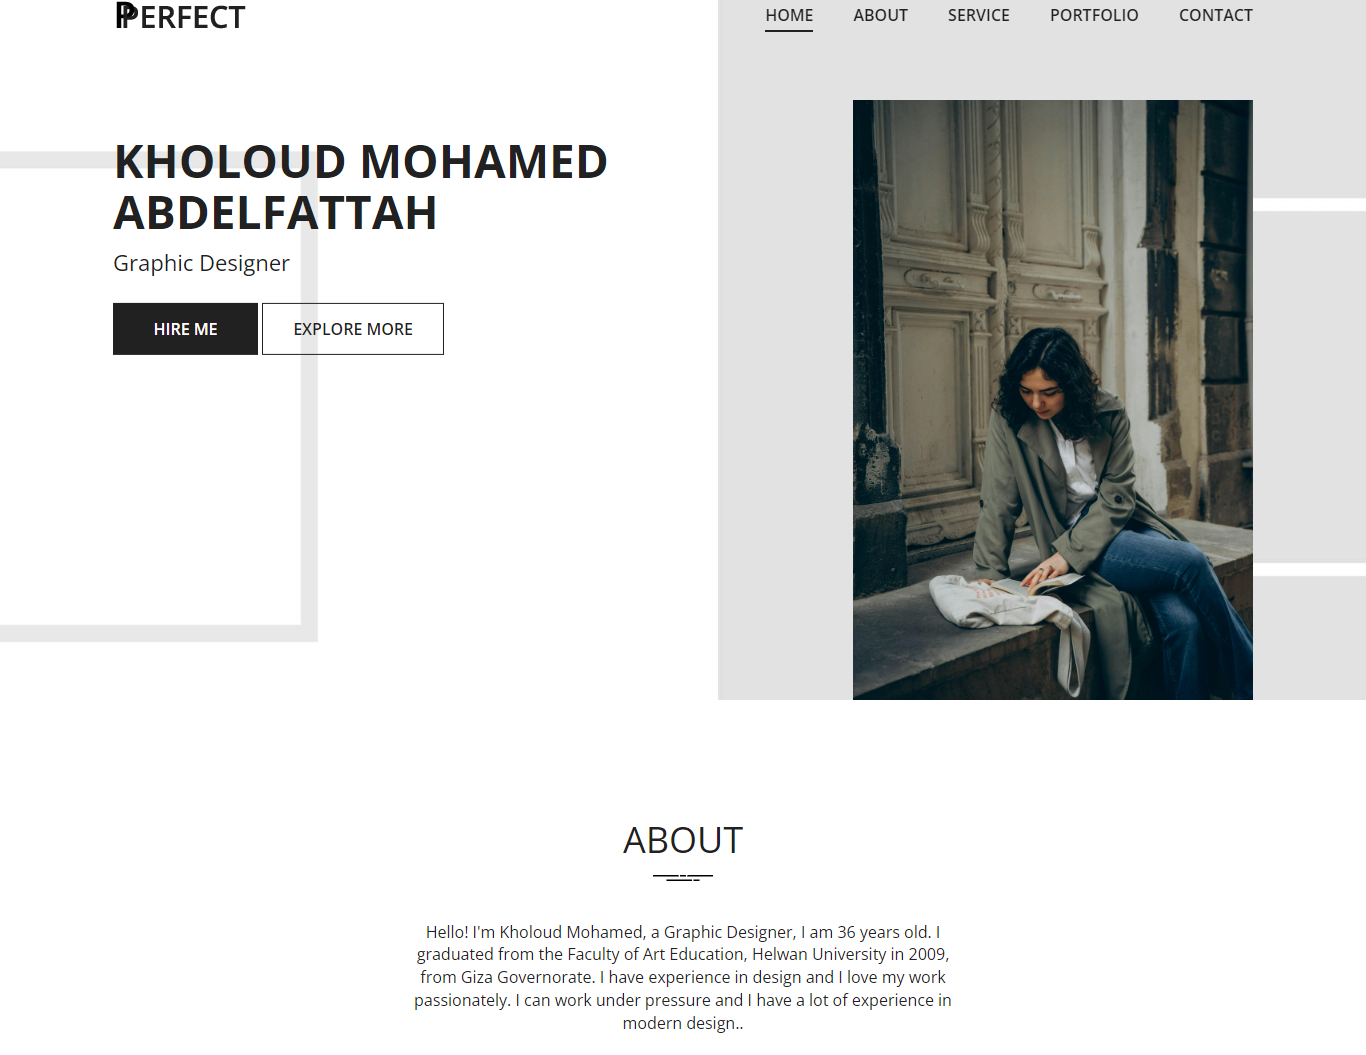 PERFECT
HOME ABOUT SERVICE PORTFOLIO CONTACT
KHOLOUD MOHAMED
ABDELFATTAH
Graphic Designer
HIRE ME EXPLORE MORE
ABOUT
Hello! I'm Kholoud Mohamed, a Graphic Designer, I am 36 years old. I
graduated from the Faculty of Art Education, Helwan University in 2009,
from Giza Governorate. I have experience in design and I love my work
passionately. I can work under pressure and I have a lot of experience in
modern design..